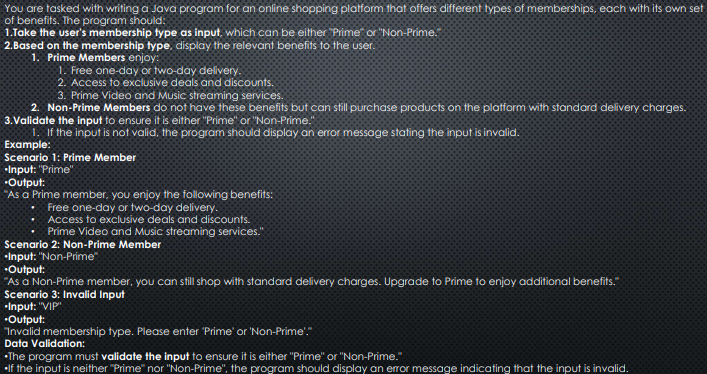 You are tasked with writing a Java program for an online shopping platform that offers different types of memberships, each with its own set
of benefits. The program should:
1.Take the user's membership type as input, which can be either "Prime" or "Non-Prime."
2.Based on the membership type, display the relevant benefits to the user.
1. Prime Members enjoy:
1. Free one-day or two-day delivery.
2. Access to exclusive deals and discounts.
3. Prime Video and Music streaming services.
2. Non-Prime Members do not have these benefits but can still purchase products on the platform with standard delivery charges.
3.Validate the input to ensure it is either "Prime" or "Non-Prime."
1. If the input is not valid, the program should display an error message stating the input is invalid.
Example:
Scenario 1: Prime Member
•Input: "Prime"
•Output:
"As a Prime member, you enjoy the following benefits:
• Free one-day or two-day delivery.
• Access to exclusive deals and discounts.
• Prime Video and Music streaming services."
Scenario 2: Non-Prime Member
•Input: "Non-Prime"
•Output:
"As a Non-Prime member, you can still shop with standard delivery charges. Upgrade to Prime to enjoy additional benefits."
Scenario 3: Invalid Input
•Input: "VIP"
•Output:
"Invalid membership type. Please enter 'Prime' or 'Non-Prime'."
Data Validation:
•The program must validate the input to ensure it is either "Prime" or "Non-Prime."
•If the input is neither "Prime" nor "Non-Prime", the program should display an error message indicating that the input is invalid.